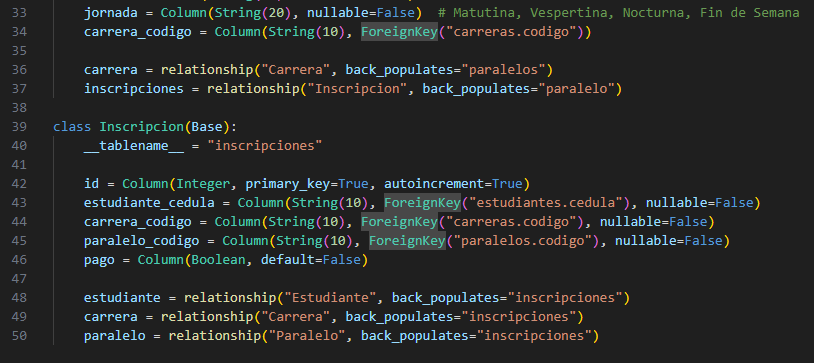 33 jornada = Column(String(20), nullable=False)  # Matutina, Vespertina, Nocturna, Fin de Semana
34 carrera_codigo = Column(String(10), ForeignKey("carreras.codigo"))
35
36 carrera = relationship("Carrera", back_populates="paralelos")
37 inscripciones = relationship("Inscripcion", back_populates="paralelo")
38
39 class Inscripcion(Base):
40 __tablename__ = "inscripciones"
41
42 id = Column(Integer, primary_key=True, autoincrement=True)
43 estudiante_cedula = Column(String(10), ForeignKey("estudiantes.cedula"), nullable=False)
44 carrera_codigo = Column(String(10), ForeignKey("carreras.codigo"), nullable=False)
45 paralelo_codigo = Column(String(10), ForeignKey("paralelos.codigo"), nullable=False)
46 pago = Column(Boolean, default=False)
47
48 estudiante = relationship("Estudiante", back_populates="inscripciones")
49 carrera = relationship("Carrera", back_populates="inscripciones")
50 paralelo = relationship("Paralelo", back_populates="inscripciones")